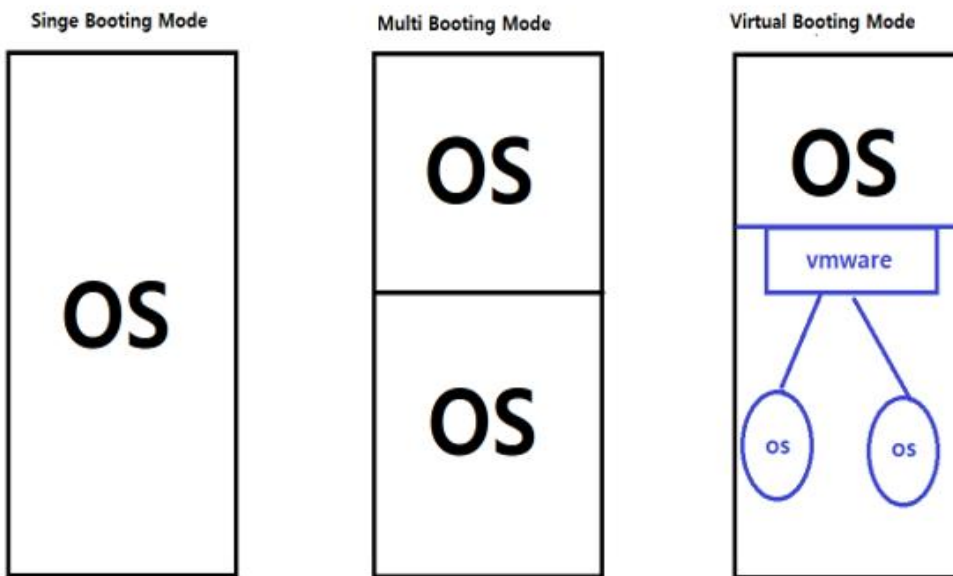 Singe Booting Mode
Multi Booting Mode
Virtual Booting Mode
OS
OS
OS
OS
vmware
os
os